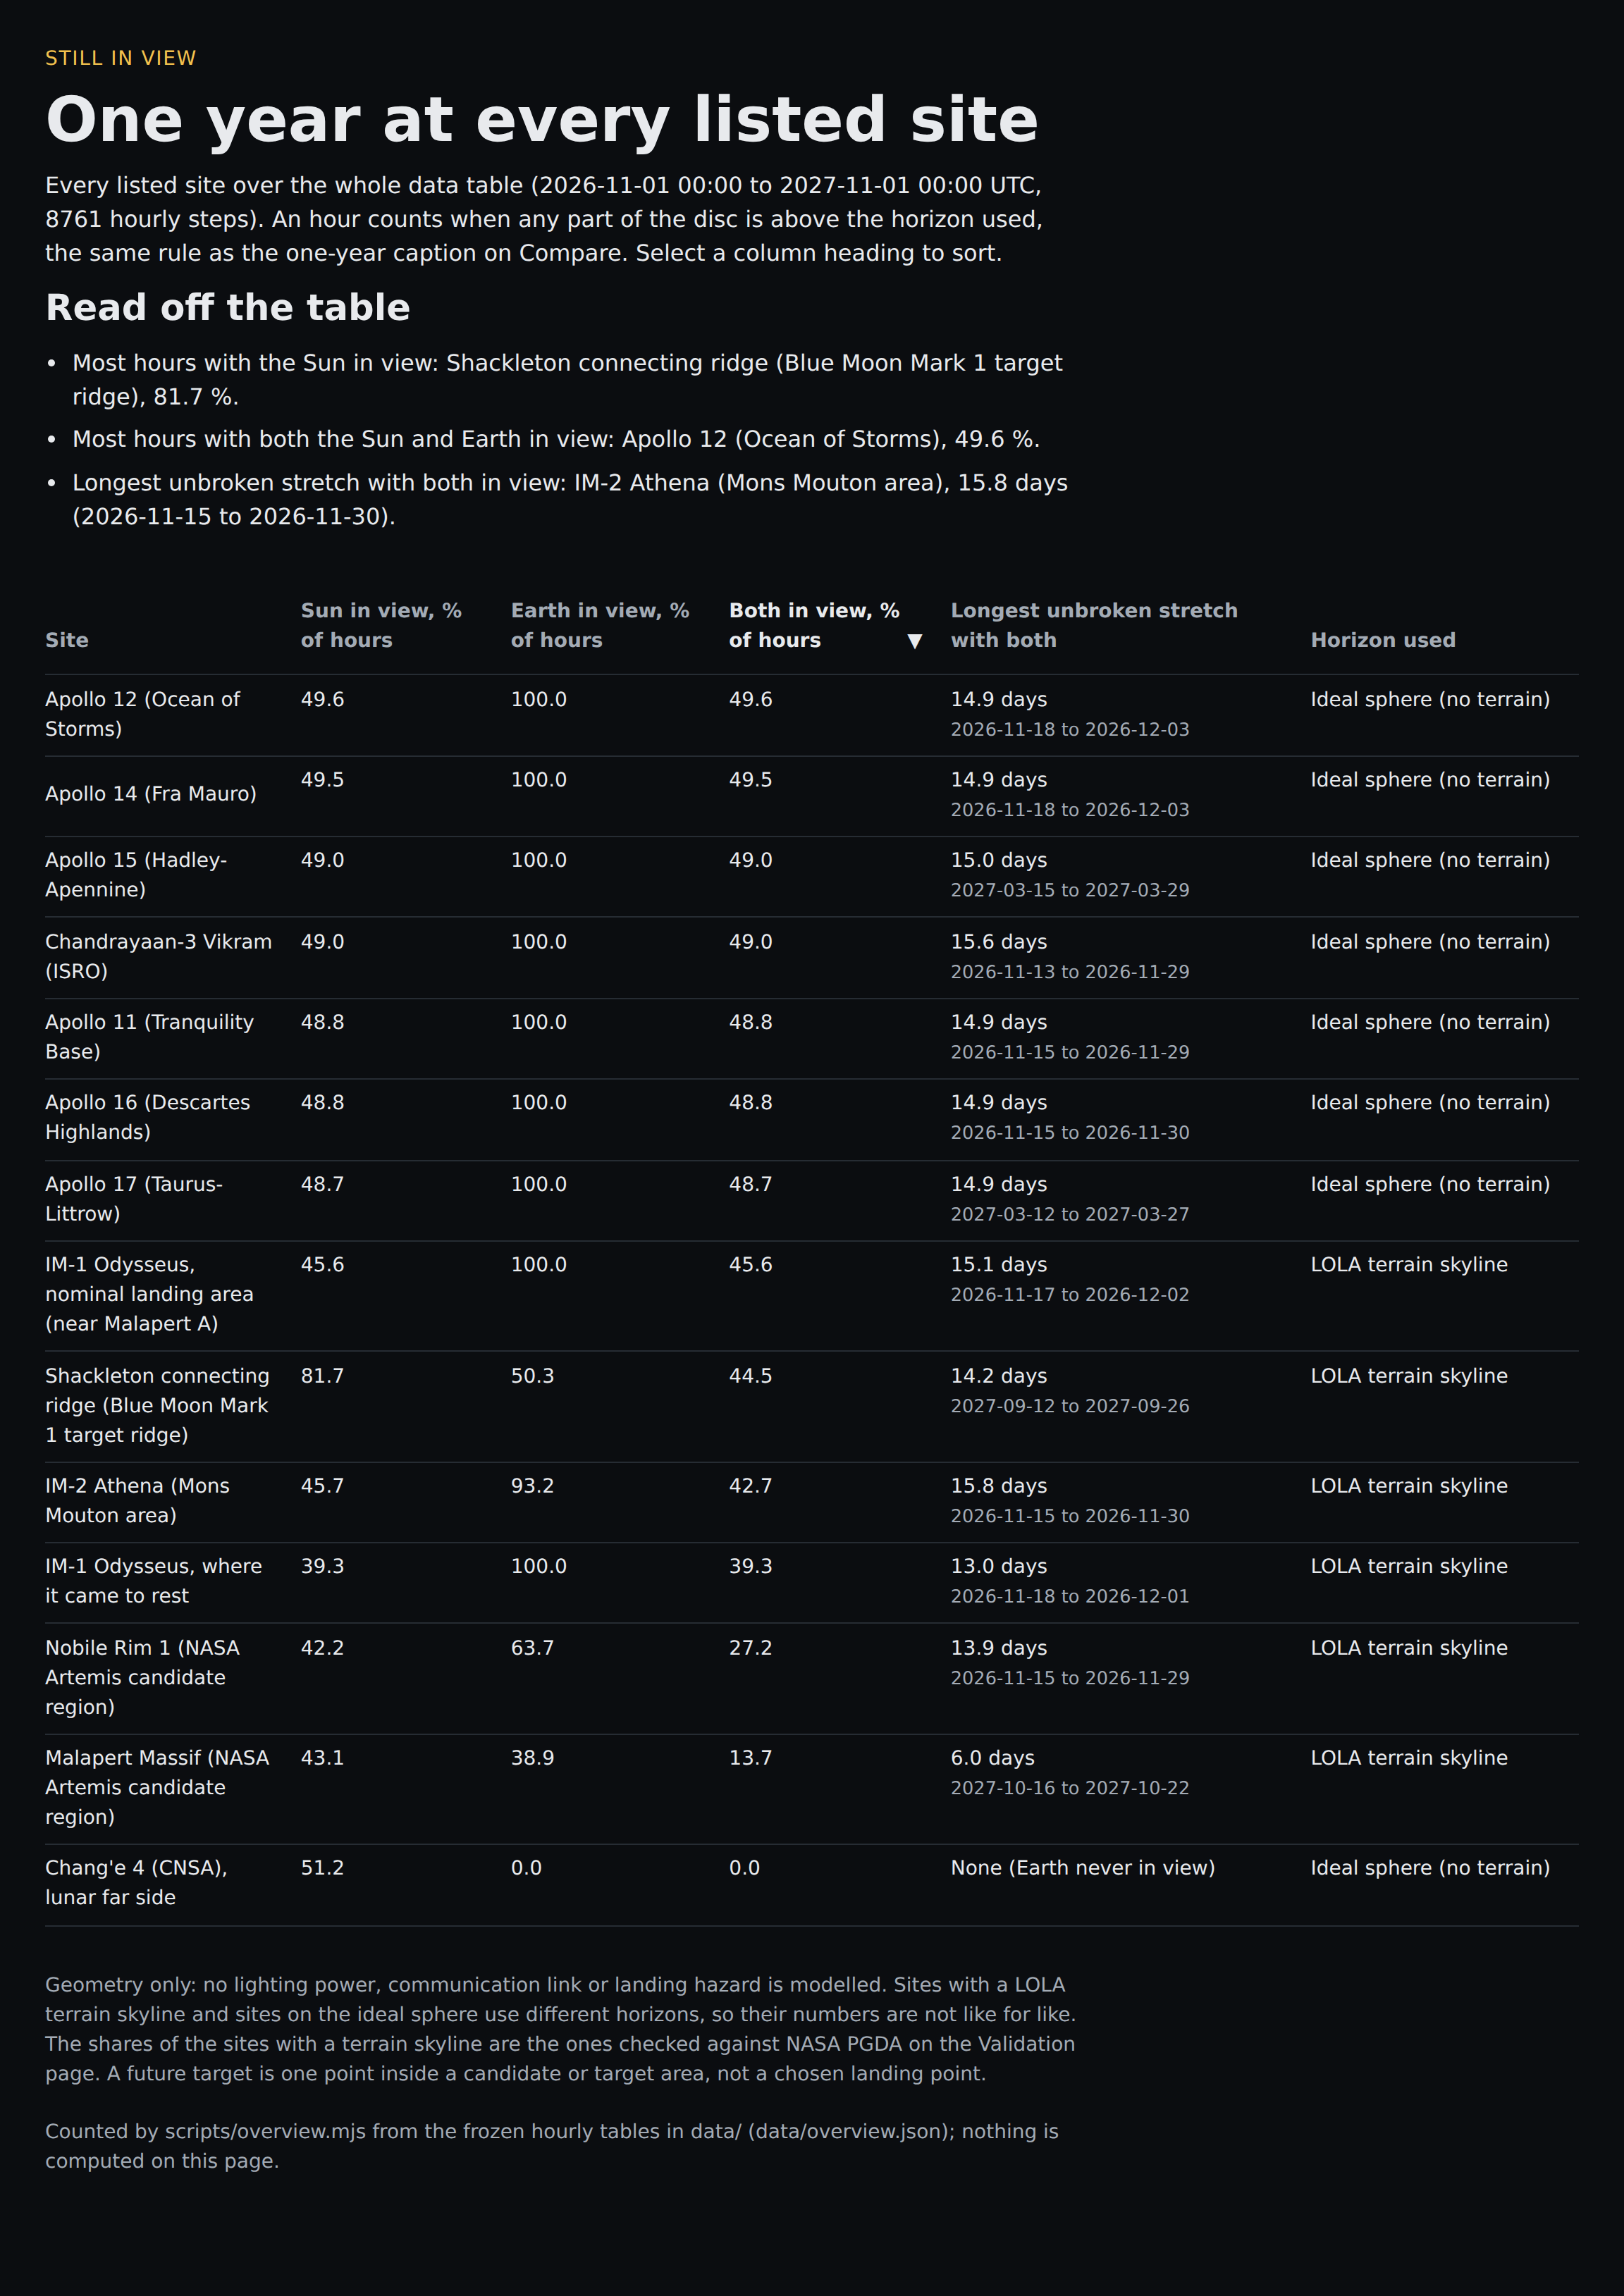 STILL IN VIEW
One year at every listed site
Every listed site over the whole data table (2026-11-01 00:00 to 2027-11-01 00:00 UTC,
8761 hourly steps). An hour counts when any part of the disc is above the horizon used,
the same rule as the one-year caption on Compare. Select a column heading to sort.
Read off the table
• Most hours with the Sun in view: Shackleton connecting ridge (Blue Moon Mark 1 target
ridge), 81.7 %.
• Most hours with both the Sun and Earth in view: Apollo 12 (Ocean of Storms), 49.6 %.
• Longest unbroken stretch with both in view: IM-2 Athena (Mons Mouton area), 15.8 days
(2026-11-15 to 2026-11-30).
Sun in view, % Earth in view, % Both in view, % Longest unbroken stretch
Site of hours of hours of hours ▼ with both Horizon used
Apollo 12 (Ocean of 49.6 100.0 49.6 14.9 days Ideal sphere (no terrain)
Storms) 2026-11-18 to 2026-12-03
49.5 100.0 49.5 14.9 days Ideal sphere (no terrain)
Apollo 14 (Fra Mauro) 2026-11-18 to 2026-12-03
Apollo 15 (Hadley- 49.0 100.0 49.0 15.0 days Ideal sphere (no terrain)
Apennine) 2027-03-15 to 2027-03-29
Chandrayaan-3 Vikram 49.0 100.0 49.0 15.6 days Ideal sphere (no terrain)
(ISRO) 2026-11-13 to 2026-11-29
Apollo 11 (Tranquility 48.8 100.0 48.8 14.9 days Ideal sphere (no terrain)
Base) 2026-11-15 to 2026-11-29
Apollo 16 (Descartes 48.8 100.0 48.8 14.9 days Ideal sphere (no terrain)
Highlands) 2026-11-15 to 2026-11-30
Apollo 17 (Taurus- 48.7 100.0 48.7 14.9 days Ideal sphere (no terrain)
Littrow) 2027-03-12 to 2027-03-27
IM-1 Odysseus, 45.6 100.0 45.6 15.1 days LOLA terrain skyline
nominal landing area 2026-11-17 to 2026-12-02
(near Malapert A)
Shackleton connecting 81.7 50.3 44.5 14.2 days LOLA terrain skyline
ridge (Blue Moon Mark 2027-09-12 to 2027-09-26
1 target ridge)
IM-2 Athena (Mons 45.7 93.2 42.7 15.8 days LOLA terrain skyline
Mouton area) 2026-11-15 to 2026-11-30
IM-1 Odysseus, where 39.3 100.0 39.3 13.0 days LOLA terrain skyline
it came to rest 2026-11-18 to 2026-12-01
Nobile Rim 1 (NASA 42.2 63.7 27.2 13.9 days LOLA terrain skyline
Artemis candidate 2026-11-15 to 2026-11-29
region)
Malapert Massif (NASA 43.1 38.9 13.7 6.0 days LOLA terrain skyline
Artemis candidate 2027-10-16 to 2027-10-22
region)
Chang'e 4 (CNSA), 51.2 0.0 0.0 None (Earth never in view) Ideal sphere (no terrain)
lunar far side
Geometry only: no lighting power, communication link or landing hazard is modelled. Sites with a LOLA
terrain skyline and sites on the ideal sphere use different horizons, so their numbers are not like for like.
The shares of the sites with a terrain skyline are the ones checked against NASA PGDA on the Validation
page. A future target is one point inside a candidate or target area, not a chosen landing point.
Counted by scripts/overview.mjs from the frozen hourly tables in data/ (data/overview.json); nothing is
computed on this page.